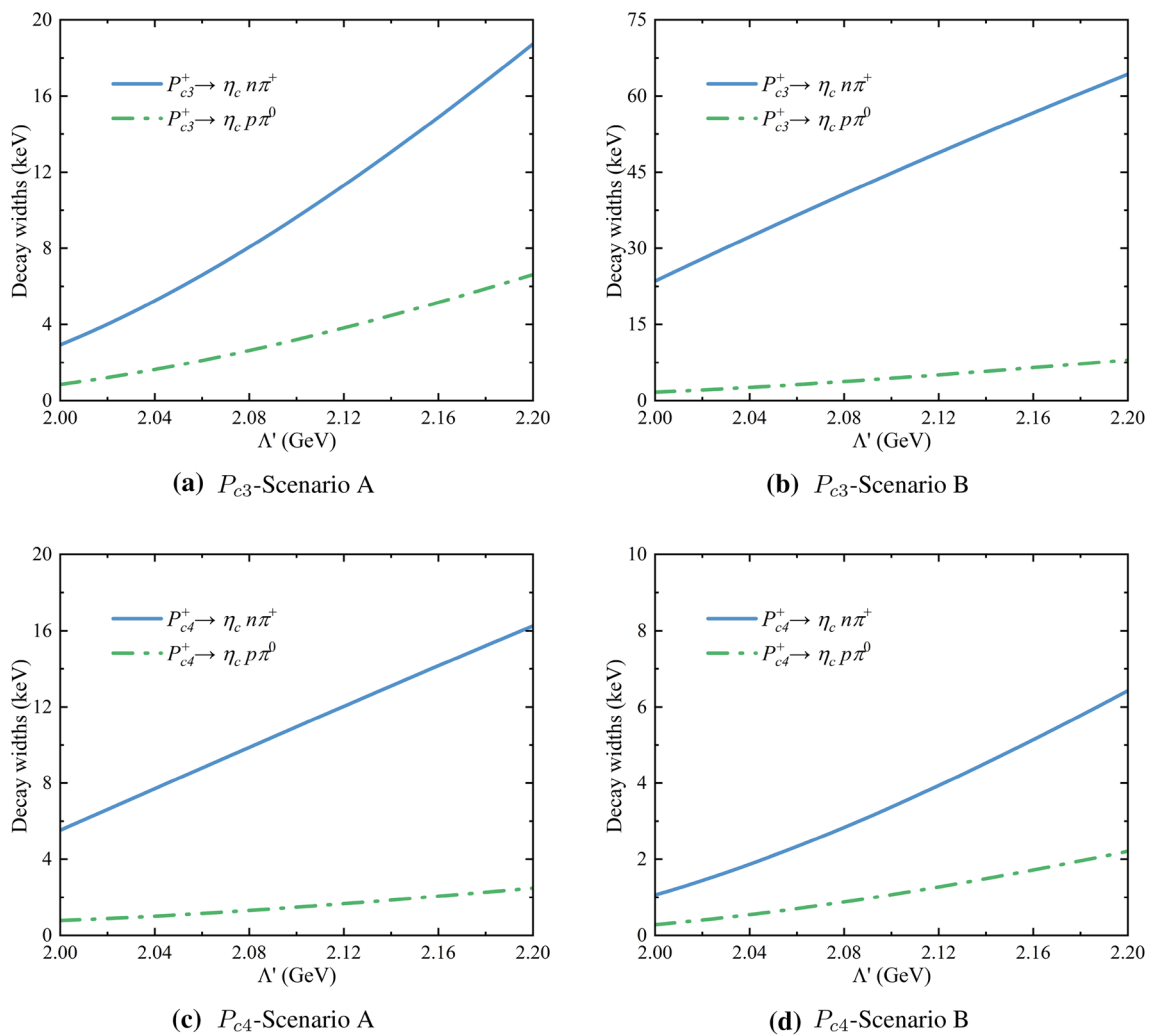 20
16
12
8
4
0
Decay widths (keV)
P⁺c3 → ηc nπ⁺
P⁺c3 → ηc pπ⁰
2.00 2.04 2.08 2.12 2.16 2.20
Λ' (GeV)
(a) Pc3-Scenario A
75
60
45
30
15
0
Decay widths (keV)
P⁺c3 → ηc nπ⁺
P⁺c3 → ηc pπ⁰
2.00 2.04 2.08 2.12 2.16 2.20
Λ' (GeV)
(b) Pc3-Scenario B
20
16
12
8
4
0
Decay widths (keV)
P⁺c4 → ηc nπ⁺
P⁺c4 → ηc pπ⁰
2.00 2.04 2.08 2.12 2.16 2.20
Λ' (GeV)
(c) Pc4-Scenario A
10
8
6
4
2
0
Decay widths (keV)
P⁺c4 → ηc nπ⁺
P⁺c4 → ηc pπ⁰
2.00 2.04 2.08 2.12 2.16 2.20
Λ' (GeV)
(d) Pc4-Scenario B